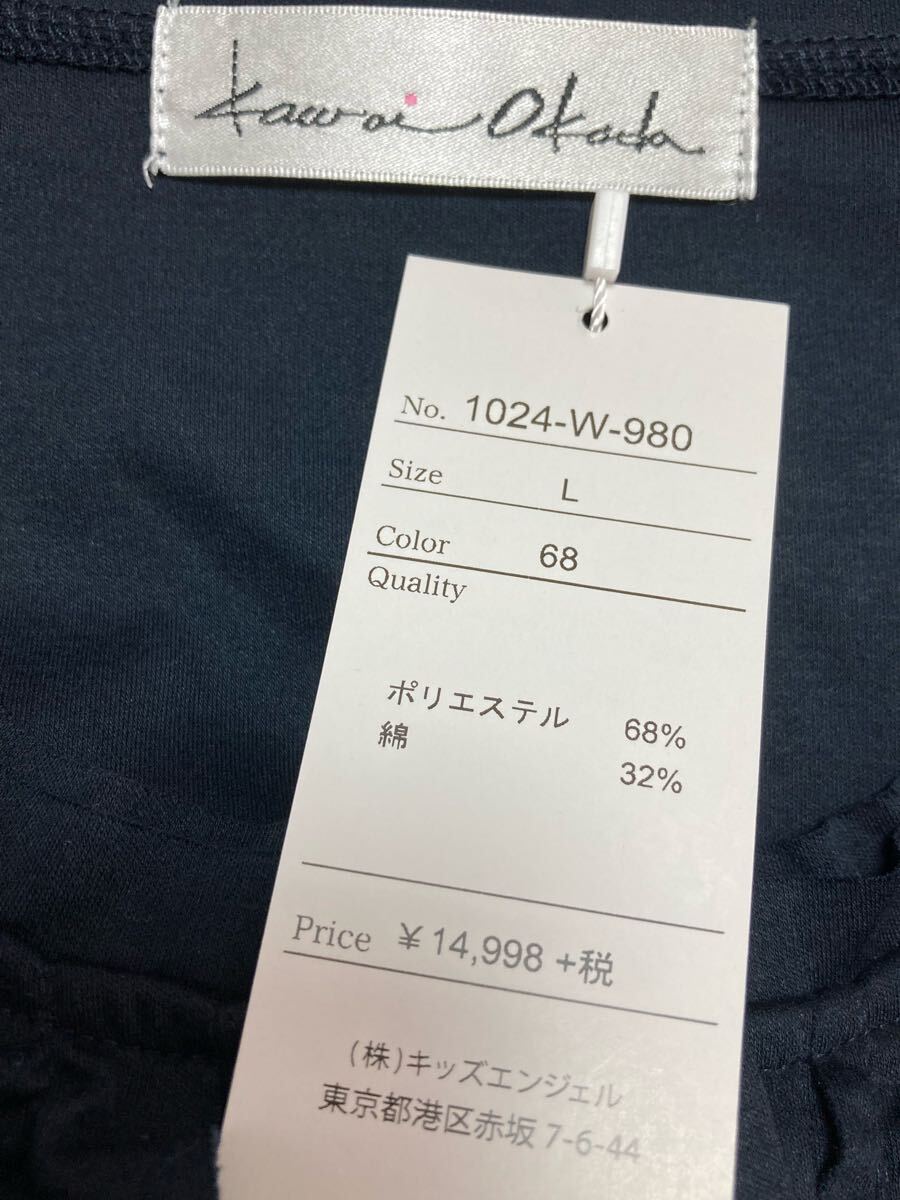 Kawai Okada
No. 1024-W-980
Size L
Color 68
Quality
ポリエステル 68%
綿 32%
Price ¥14,998 +税
(株)キッズエンジェル
東京都港区赤坂 7-6-44